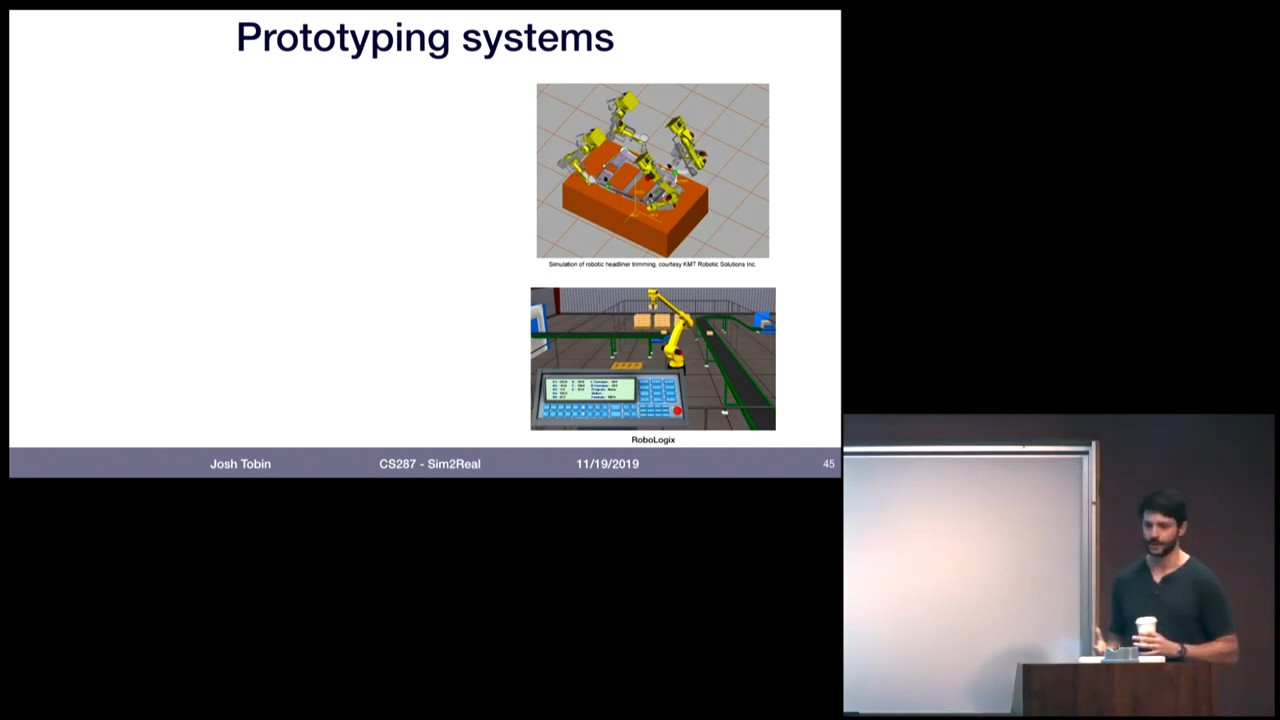 Prototyping systems
Simulation of robotic headliner trimming, courtesy KMT Robotic Solutions Inc.
RoboLogix
Josh Tobin
CS287 - Sim2Real
11/19/2019
45